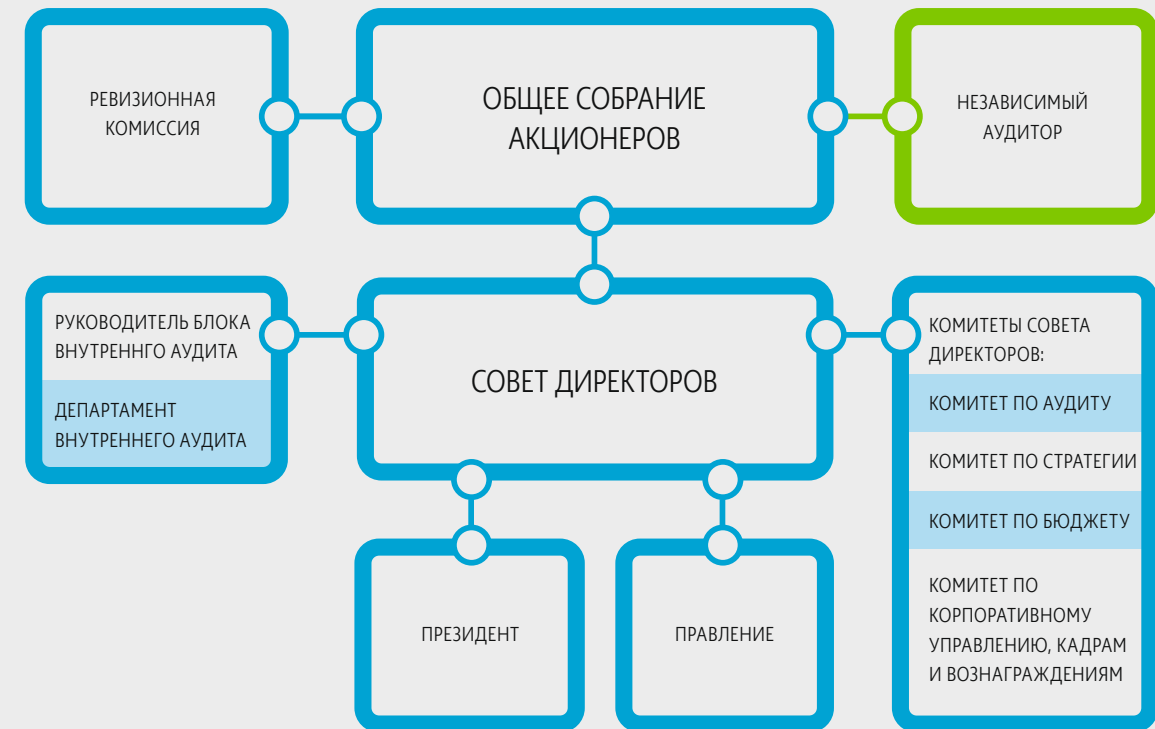 РЕВИЗИОННАЯ
КОМИССИЯ
ОБЩЕЕ СОБРАНИЕ
АКЦИОНЕРОВ
НЕЗАВИСИМЫЙ
АУДИТОР
РУКОВОДИТЕЛЬ БЛОКА
ВНУТРЕННГО АУДИТА
ДЕПАРТАМЕНТ
ВНУТРЕННЕГО АУДИТА
СОВЕТ ДИРЕКТОРОВ
КОМИТЕТЫ СОВЕТА
ДИРЕКТОРОВ:
КОМИТЕТ ПО АУДИТУ
КОМИТЕТ ПО СТРАТЕГИИ
КОМИТЕТ ПО БЮДЖЕТУ
КОМИТЕТ ПО
КОРПОРАТИВНОМУ
УПРАВЛЕНИЮ, КАДРАМ
И ВОЗНАГРАЖДЕНИЯМ
ПРЕЗИДЕНТ
ПРАВЛЕНИЕ